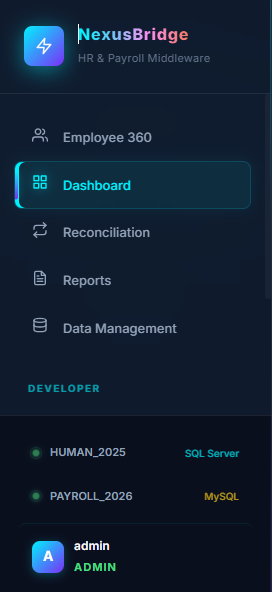 NexusBridge
HR & Payroll Middleware
Employee 360
Dashboard
Reconciliation
Reports
Data Management
DEVELOPER
HUMAN_2025 SQL Server
PAYROLL_2026 MySQL
A admin
ADMIN